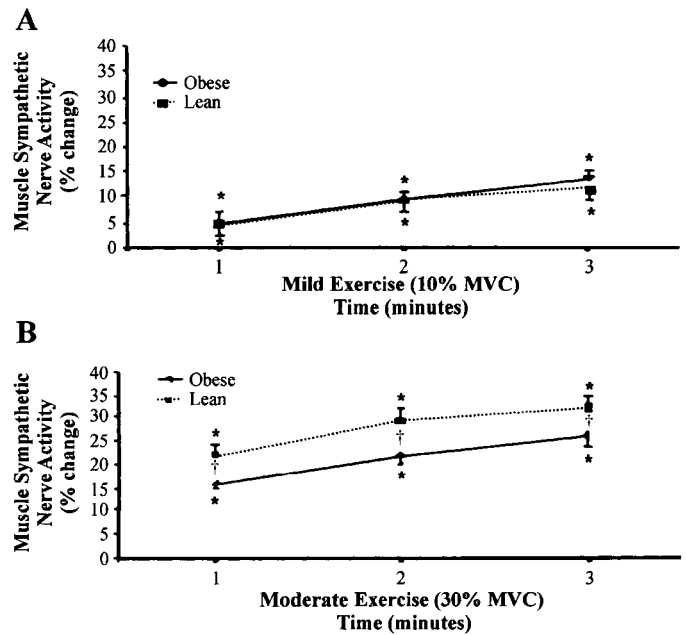 A
Muscle Sympathetic
Nerve Activity
(% change)
40
35
30
25
20
15
10
5
0
Obese
Lean
*
*
*
*
*
*
1
2
3
Mild Exercise (10% MVC)
Time (minutes)
B
Muscle Sympathetic
Nerve Activity
(% change)
40
35
30
25
20
15
10
5
0
Obese
Lean
*
*
*
†
†
†
*
*
*
1
2
3
Moderate Exercise (30% MVC)
Time (minutes)